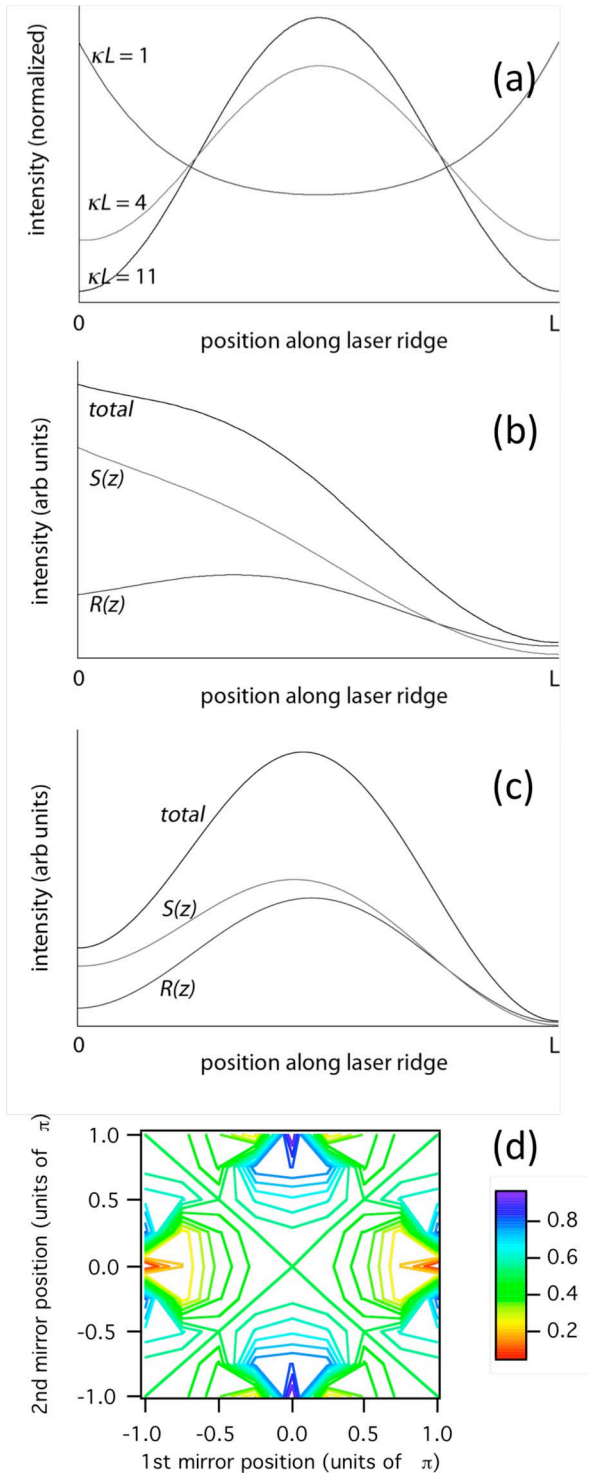 (a)
κL = 1
κL = 4
κL = 11
intensity (normalized)
0
L
position along laser ridge
(b)
total
S(z)
R(z)
intensity (arb units)
0
L
position along laser ridge
(c)
total
S(z)
R(z)
intensity (arb units)
0
L
position along laser ridge
(d)
2nd mirror position (units of π)
1.0
0.5
0.0
-0.5
-1.0
-1.0 -0.5 0.0 0.5 1.0
1st mirror position (units of π)
0.8
0.6
0.4
0.2